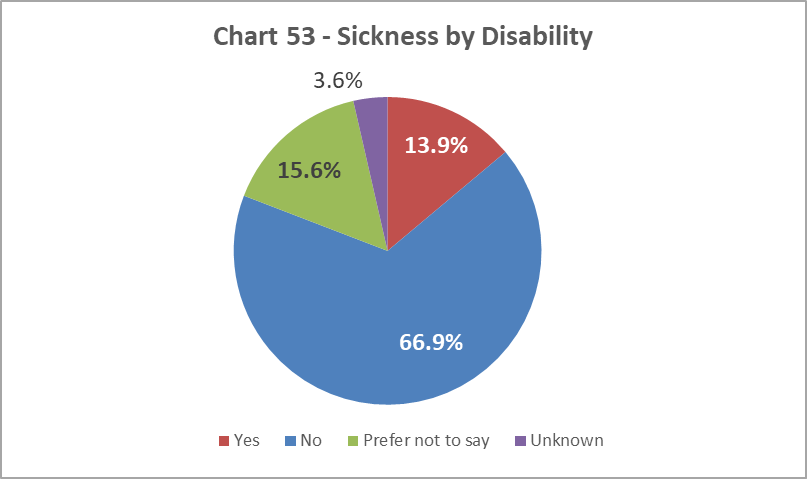 Chart 53 - Sickness by Disability
3.6%
13.9%
15.6%
66.9%
Yes No Prefer not to say Unknown